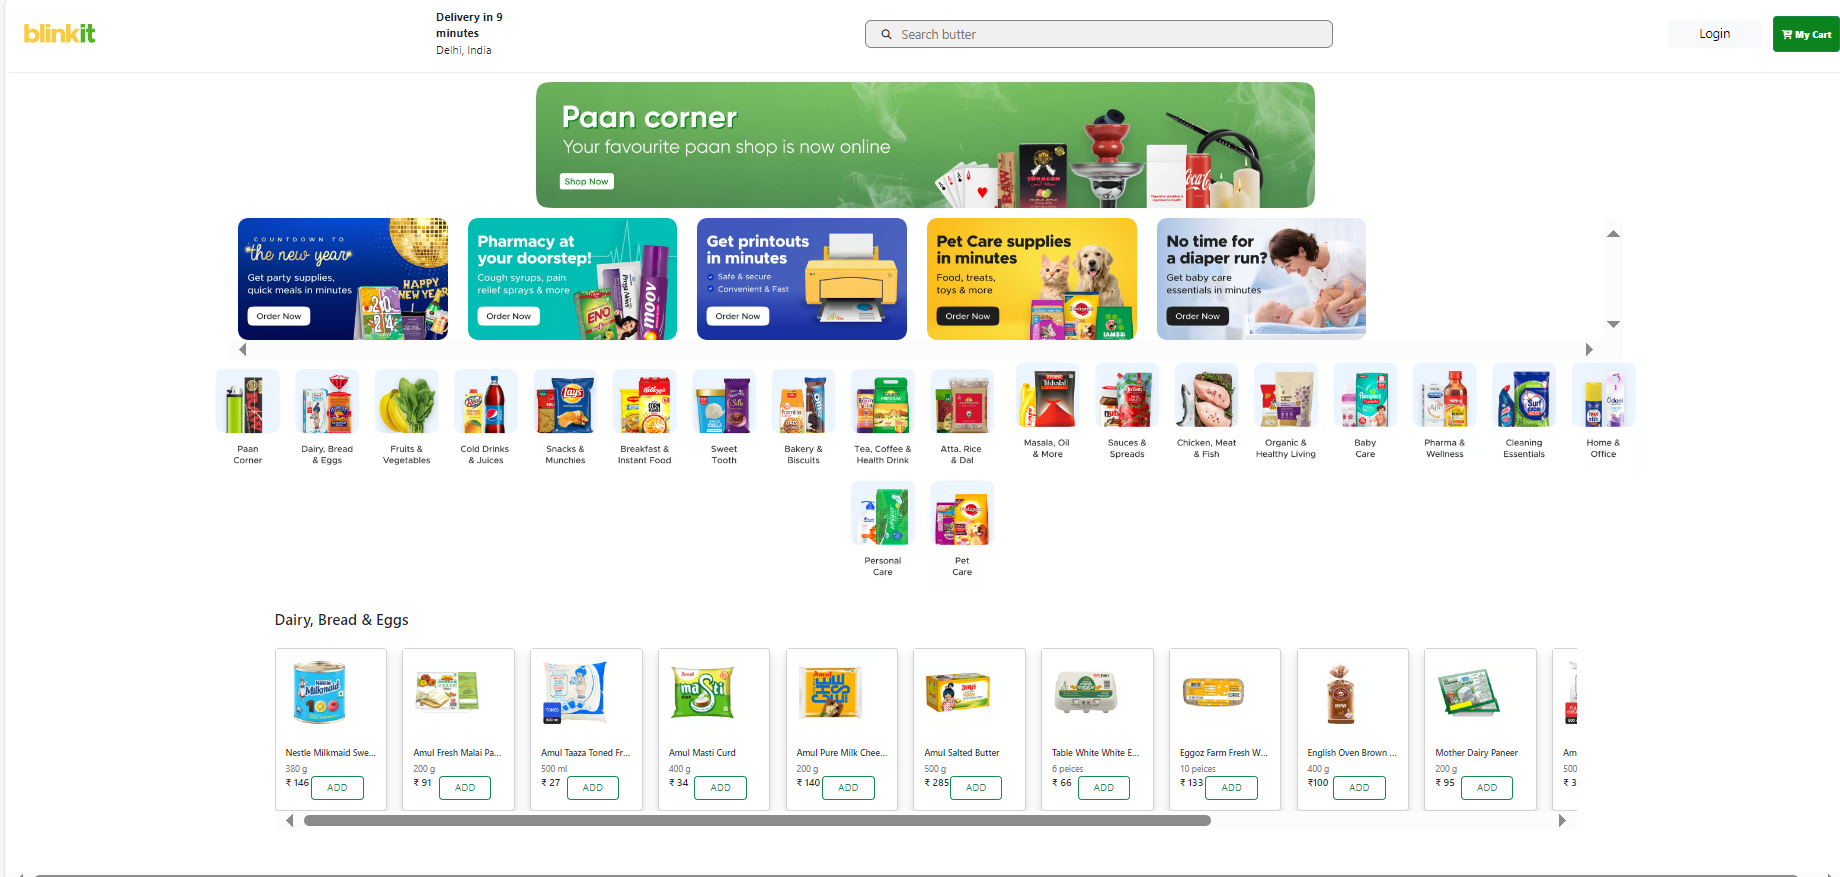 blinkit
Delivery in 9
minutes
Delhi, India
Search butter
Login
My Cart
Paan corner
Your favourite paan shop is now online
Shop Now
COUNTDOWN TO
the new year
Get party supplies,
quick meals in minutes
Order Now
HAPPY
NEW YEAR
Pharmacy at
your doorstep!
Cough syrups, pain
relief sprays & more
Order Now
ENO
moov
Get printouts
in minutes
Safe & secure
Convenient & Fast
Order Now
Pet Care supplies
in minutes
Food, treats,
toys & more
Order Now
IAMS
No time for
a diaper run?
Get baby care
essentials in minutes
Order Now
Paan
Corner
Dairy, Bread
& Eggs
Fruits &
Vegetables
Cold Drinks
& Juices
Snacks &
Munchies
Breakfast &
Instant Food
Sweet
Tooth
Bakery &
Biscuits
Tea, Coffee &
Health Drink
Atta, Rice
& Dal
Masala, Oil
& More
Sauces &
Spreads
Chicken, Meat
& Fish
Organic &
Healthy Living
Baby
Care
Pharma &
Wellness
Cleaning
Essentials
Home &
Office
Personal
Care
Pet
Care
Dairy, Bread & Eggs
Nestle Milkmaid Swe...
380 g
₹ 146
ADD
Amul Fresh Malai Pa...
200 g
₹ 91
ADD
Amul Taaza Toned Fr...
500 ml
₹ 27
ADD
Amul Masti Curd
400 g
₹ 34
ADD
Amul Pure Milk Chee...
200 g
₹ 140
ADD
Amul Salted Butter
500 g
₹ 285
ADD
Table White White E...
6 peices
₹ 66
ADD
Eggoz Farm Fresh W...
10 peices
₹ 133
ADD
English Oven Brown ...
400 g
₹100
ADD
Mother Dairy Paneer
200 g
₹ 95
ADD
Am
500
₹ 3